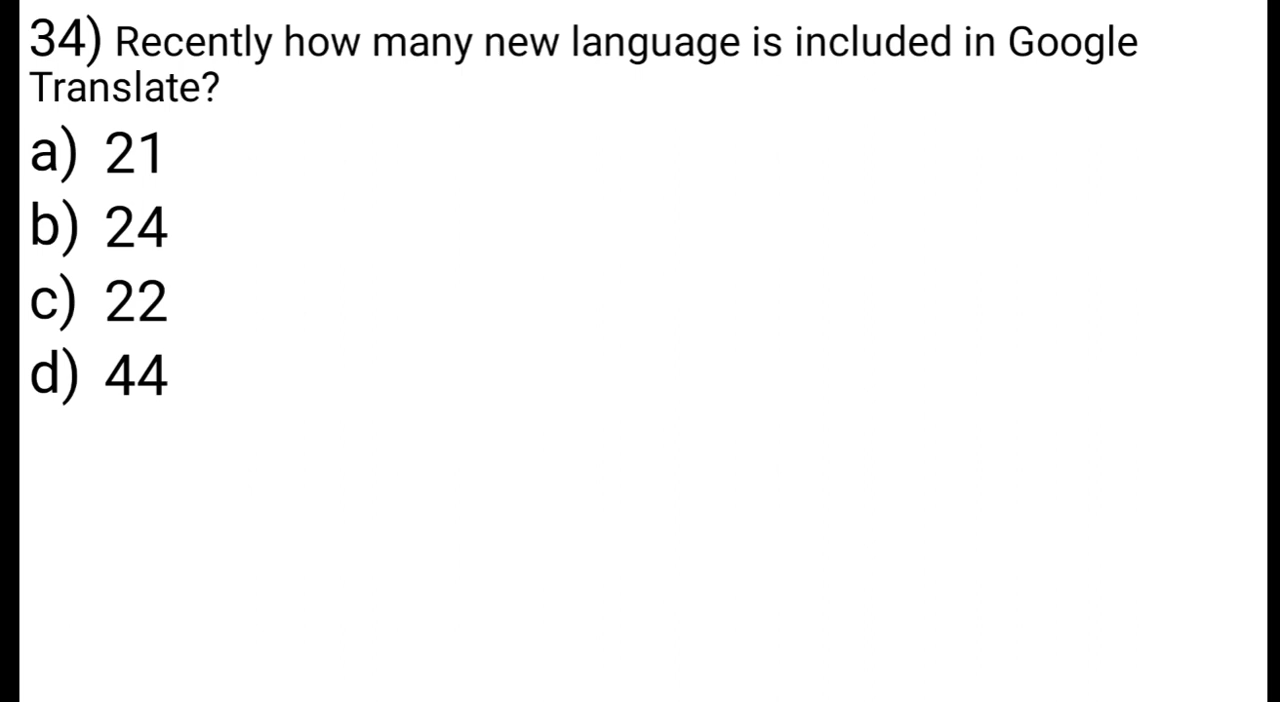 34) Recently how many new language is included in Google
Translate?
a) 21
b) 24
c) 22
d) 44